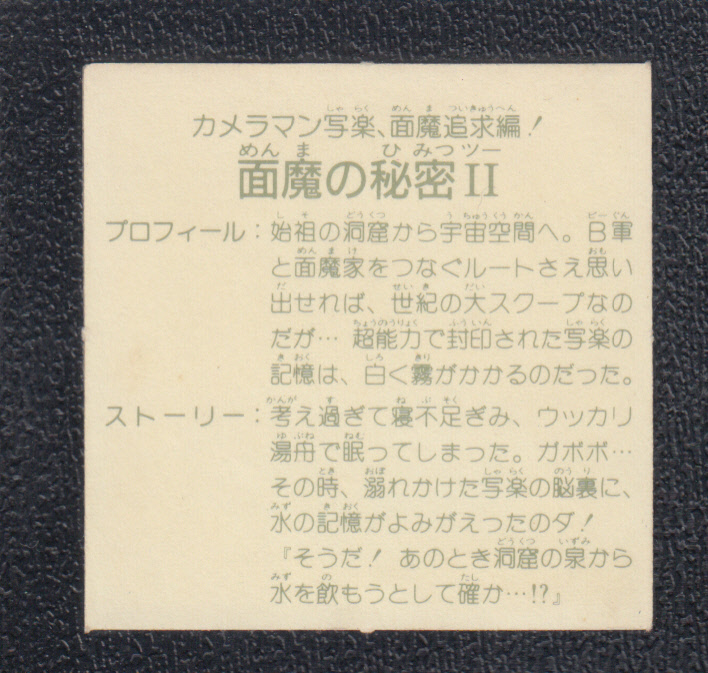 カメラマン写楽、面魔追求編！
面魔の秘密II
プロフィール：始祖の洞窟から宇宙空間へ。B軍
と面魔家をつなぐルートさえ思い
出せれば、世紀の大スクープなの
だが… 超能力で封印された写楽の
記憶は、白く霧がかかるのだった。
ストーリー：考え過ぎて寝不足ぎみ、ウッカリ
湯舟で眠ってしまった。ガボボ…
その時、溺れかけた写楽の脳裏に、
水の記憶がよみがえったのダ！
『そうだ！ あのとき洞窟の泉から
水を飲もうとして確か…!?』